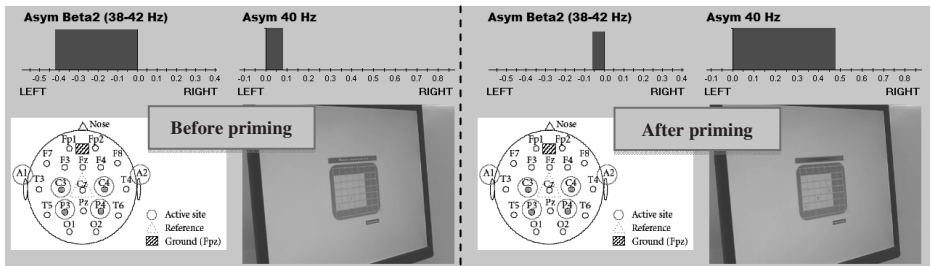 Asym Beta2 (38-42 Hz)
Asym 40 Hz
-0.5 -0.4 -0.3 -0.2 -0.1 0.0 0.1 0.2 0.3 0.4
-0.1 0.0 0.1 0.2 0.3 0.4 0.5 0.6 0.7 0.8
LEFT RIGHT
LEFT RIGHT
Before priming
Nose
Fp1 Fp2
F7 F3 Fz F4 F8
A1 A2
T3 C3 Cz C4 T4
T5 P3 Pz P4 T6
O1 O2
Active site
Reference
Ground (Fpz)
Asym Beta2 (38-42 Hz)
Asym 40 Hz
-0.5 -0.4 -0.3 -0.2 -0.1 0.0 0.1 0.2 0.3 0.4
-0.1 0.0 0.1 0.2 0.3 0.4 0.5 0.6 0.7 0.8
LEFT RIGHT
LEFT RIGHT
After priming
Nose
Fp1 Fp2
F7 F3 Fz F4 F8
A1 A2
T3 C3 Cz C4 T4
T5 P3 Pz P4 T6
O1 O2
Active site
Reference
Ground (Fpz)